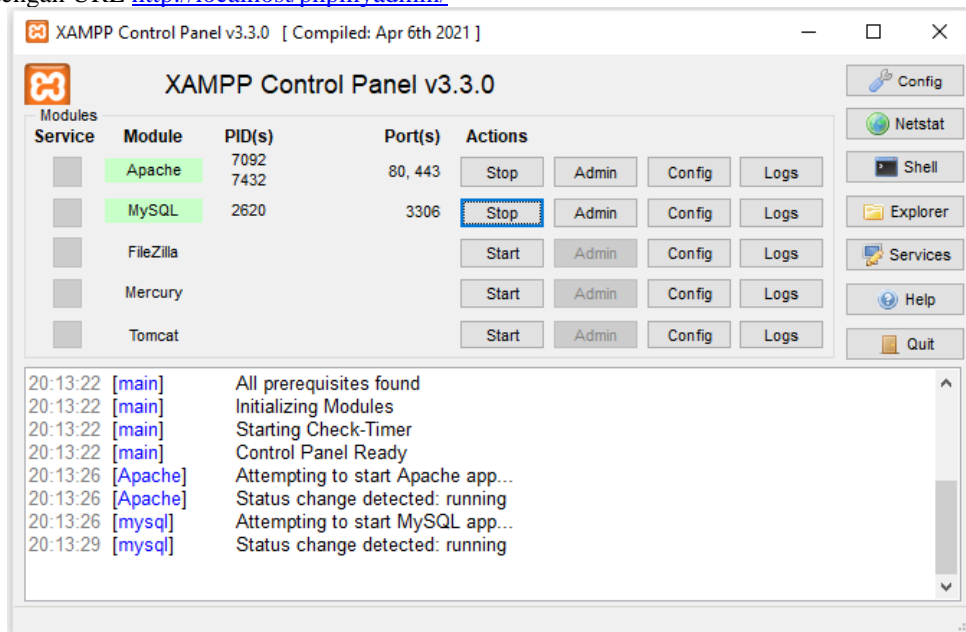 dengan URL http://localhost/phpmyadmin/
XAMPP Control Panel v3.3.0 [ Compiled: Apr 6th 2021 ]
XAMPP Control Panel v3.3.0
Config
Modules
Service Module PID(s) Port(s) Actions
Netstat
Apache 7092 7432 80, 443 Stop Admin Config Logs
Shell
MySQL 2620 3306 Stop Admin Config Logs
Explorer
FileZilla Start Admin Config Logs
Services
Mercury Start Admin Config Logs
Help
Tomcat Start Admin Config Logs
Quit
20:13:22 [main] All prerequisites found
20:13:22 [main] Initializing Modules
20:13:22 [main] Starting Check-Timer
20:13:22 [main] Control Panel Ready
20:13:26 [Apache] Attempting to start Apache app...
20:13:26 [Apache] Status change detected: running
20:13:26 [mysql] Attempting to start MySQL app...
20:13:29 [mysql] Status change detected: running